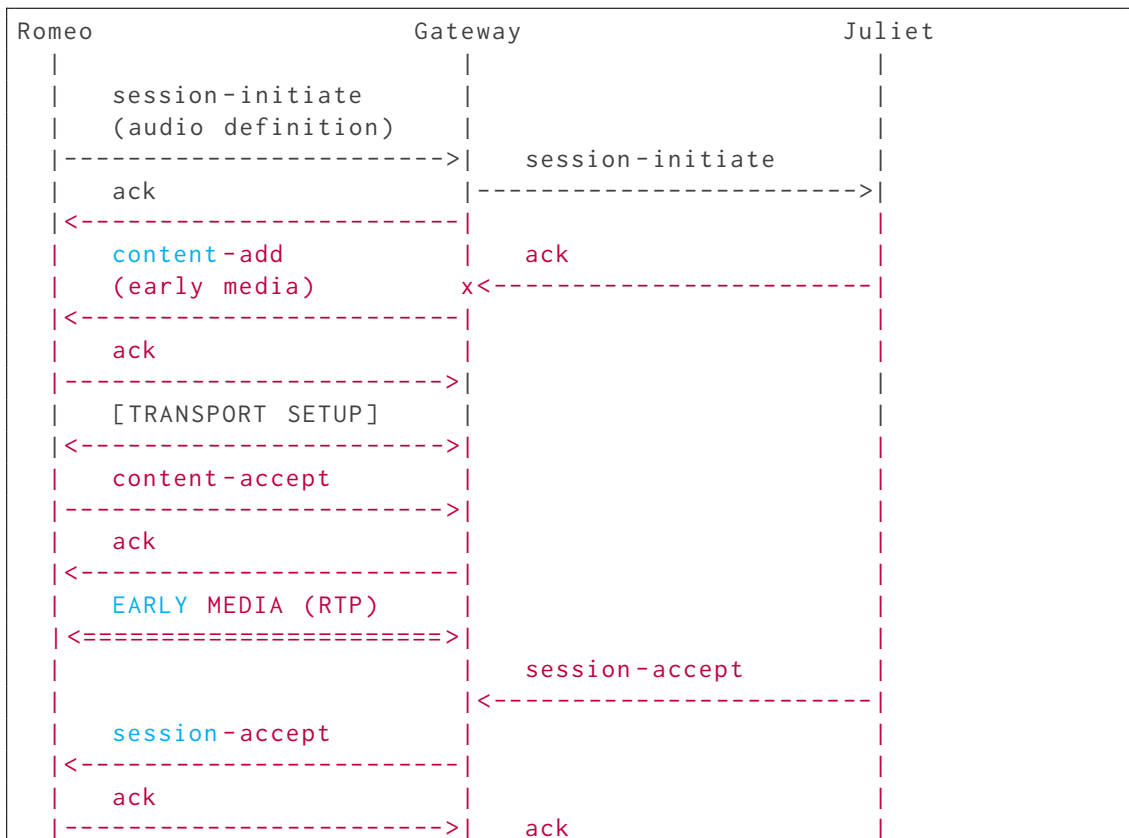 Romeo                    Gateway                    Juliet
  |                         |                          |
  |   session-initiate      |                          |
  |   (audio definition)    |                          |
  |------------------------>|   session-initiate       |
  |   ack                   |------------------------->|
  |<------------------------|                          |
  |   content-add           |   ack                    |
  |   (early media)         x<-------------------------|
  |<------------------------|                          |
  |   ack                   |                          |
  |------------------------>|                          |
  |   [TRANSPORT SETUP]     |                          |
  |<----------------------->|                          |
  |   content-accept        |                          |
  |------------------------>|                          |
  |   ack                   |                          |
  |<------------------------|                          |
  |   EARLY MEDIA (RTP)     |                          |
  |<=======================>|                          |
  |                         |   session-accept         |
  |                         |<-------------------------|
  |   session-accept        |                          |
  |<------------------------|                          |
  |   ack                   |                          |
  |------------------------>|   ack                    |